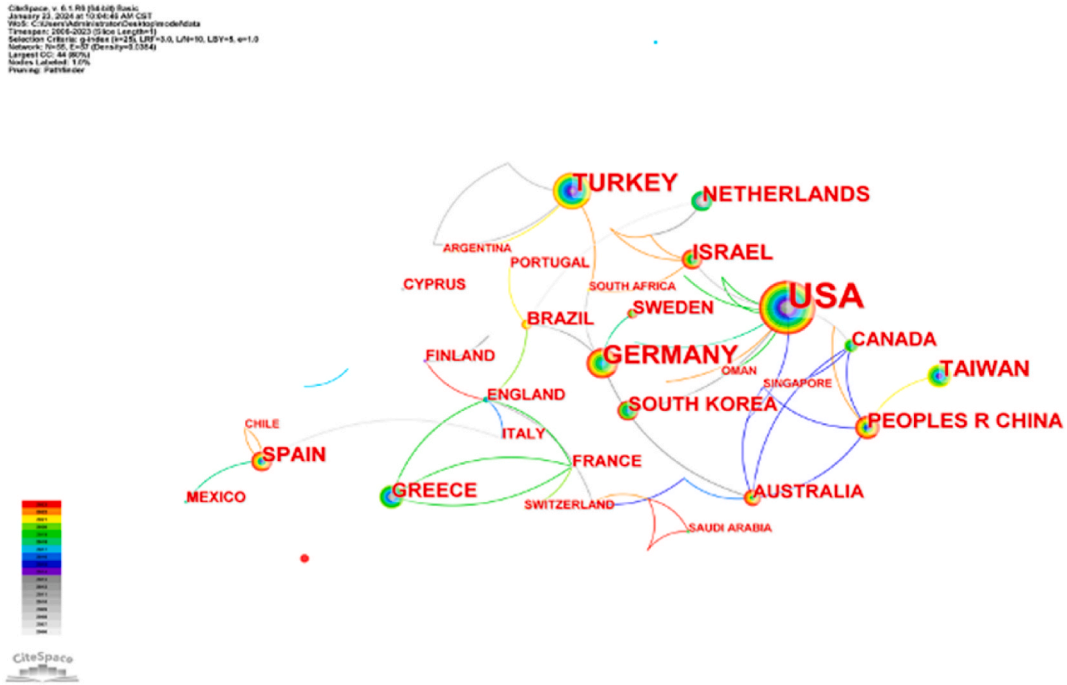 CiteSpace, v. 6.1.R6 (64-bit) Basic
January 23, 2024 at 10:04:46 AM CST
WoS: C:\Users\Administrator\Desktop\model\data
Timespan: 2006-2023 (Slice Length=1)
Selection Criteria: g-index (k=25), LRF=3.0, L/N=10, LBY=5, e=1.0
Network: N=55, E=57 (Density=0.0384)
Largest CC: 44 (80%)
Nodes Labeled: 1.0%
Pruning: Pathfinder
TURKEY
NETHERLANDS
ARGENTINA
ISRAEL
PORTUGAL
CYPRUS
SOUTH AFRICA
USA
SWEDEN
BRAZIL
CANADA
FINLAND
GERMANY
OMAN
TAIWAN
SINGAPORE
ENGLAND
SOUTH KOREA
PEOPLES R CHINA
CHILE
ITALY
SPAIN
FRANCE
MEXICO
GREECE
AUSTRALIA
SWITZERLAND
SAUDI ARABIA
CiteSpace